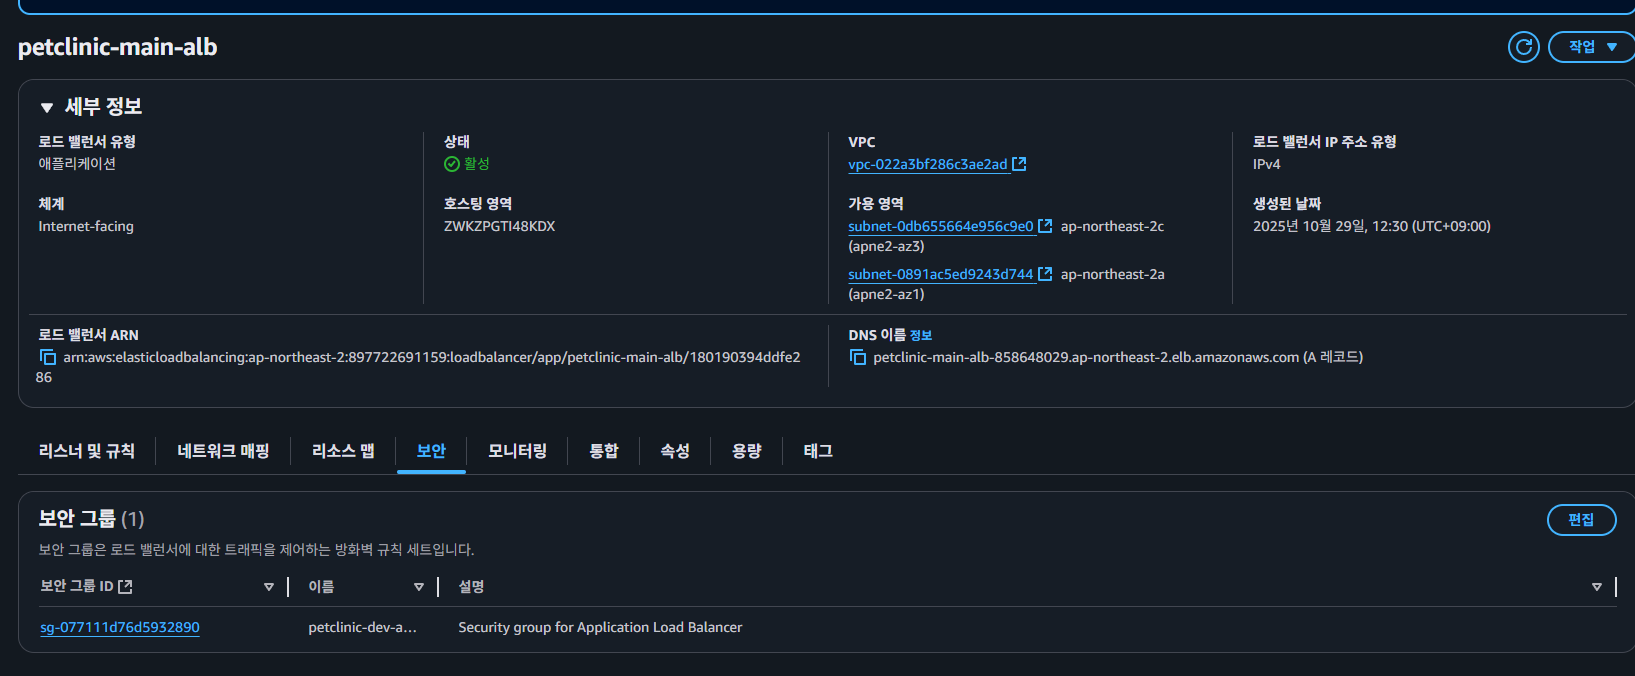 petclinic-main-alb
작업
세부 정보
로드 밸런서 유형
애플리케이션
상태
활성
VPC
vpc-022a3bf286c3ae2ad
로드 밸런서 IP 주소 유형
IPv4
체계
Internet-facing
호스팅 영역
ZWKZPGTI48KDX
가용 영역
subnet-0db655664e956c9e0 ap-northeast-2c
(apne2-az3)
subnet-0891ac5ed9243d744 ap-northeast-2a
(apne2-az1)
생성된 날짜
2025년 10월 29일, 12:30 (UTC+09:00)
로드 밸런서 ARN
arn:aws:elasticloadbalancing:ap-northeast-2:897722691159:loadbalancer/app/petclinic-main-alb/180190394ddfe2
86
DNS 이름 정보
petclinic-main-alb-858648029.ap-northeast-2.elb.amazonaws.com (A 레코드)
리스너 및 규칙 네트워크 매핑 리소스 맵 보안 모니터링 통합 속성 용량 태그
보안 그룹 (1)
편집
보안 그룹은 로드 밸런서에 대한 트래픽을 제어하는 방화벽 규칙 세트입니다.
보안 그룹 ID 이름 설명
sg-077111d76d5932890 petclinic-dev-a... Security group for Application Load Balancer